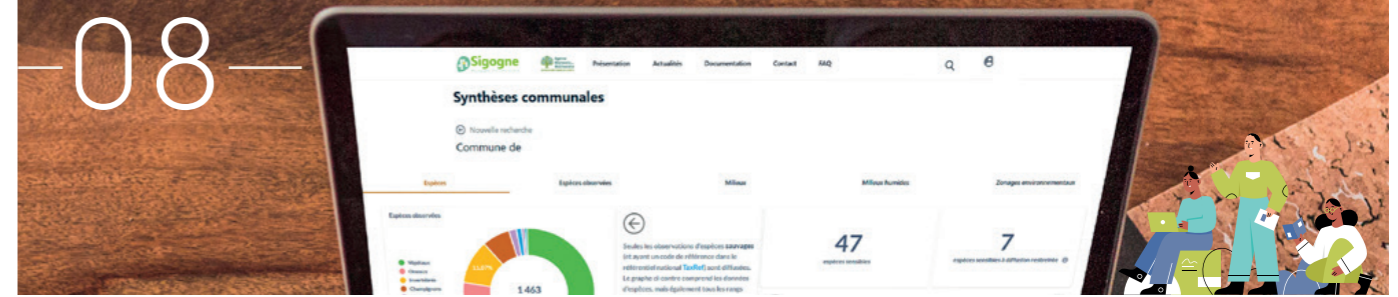 08
Sigogne
Présentation Actualités Documentation Contact FAQ
Synthèses communales
Nouvelle recherche
Commune de
Espèces Espèces observées Milieux Milieux humides Zonages environnementaux
Espèces observées
Végétaux
Oiseaux
Invertébrés
Champignons
1 463
Seules les observations d'espèces sauvages
(et ayant un code de référence dans le
référentiel national TaxRef) sont diffusées.
Le graphe ci-contre comprend les données
d'espèces, mais également tous les rangs
47
espèces sensibles
7
espèces sensibles à diffusion restreinte